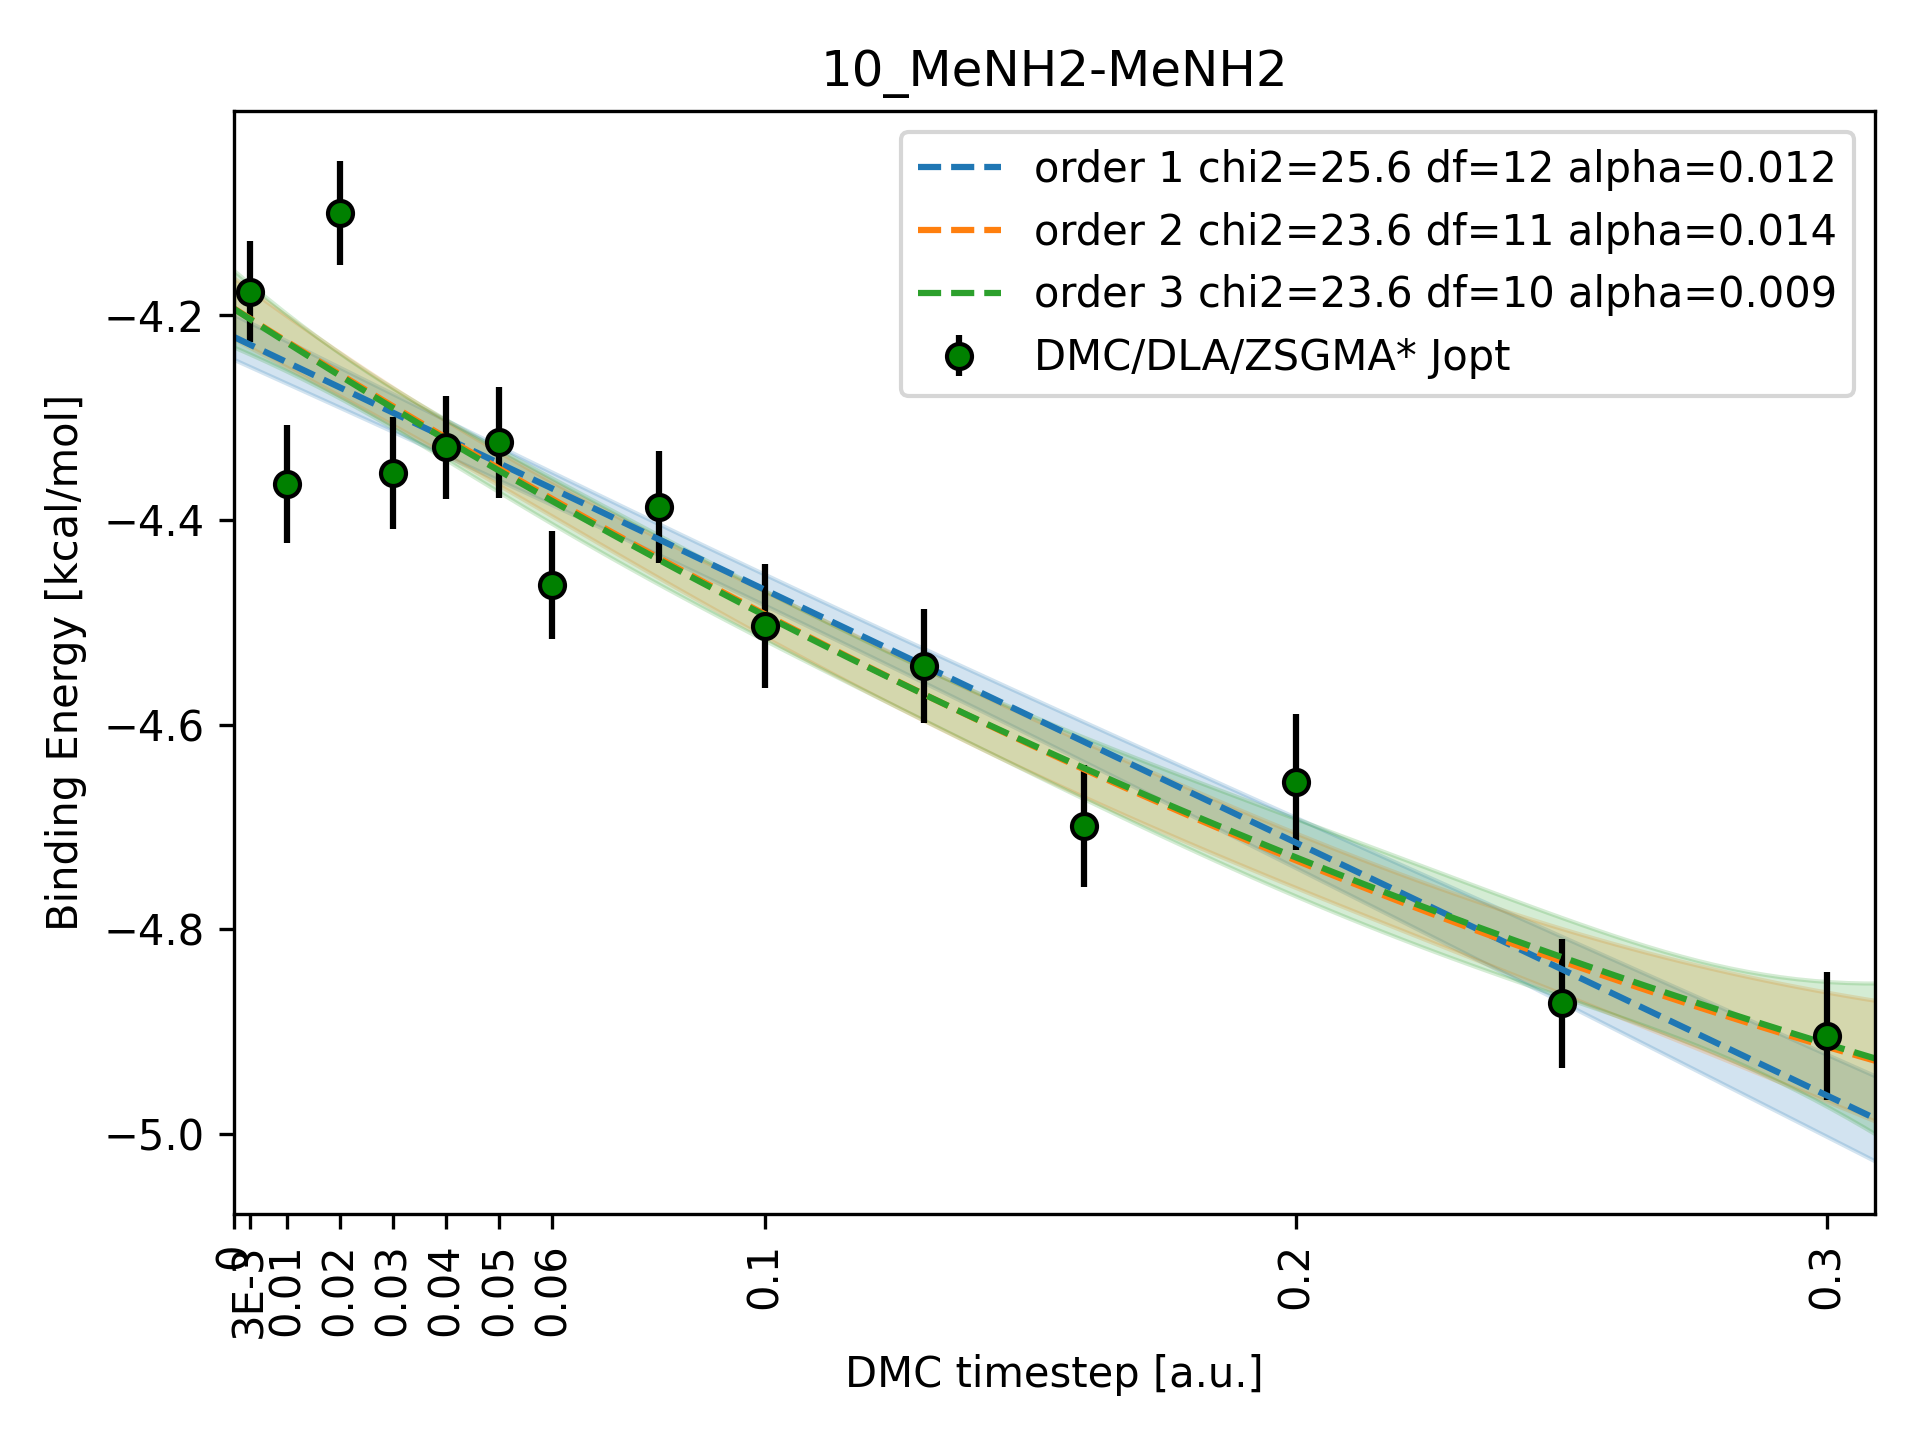 10_MeNH2-MeNH2
order 1 chi2=25.6 df=12 alpha=0.012
order 2 chi2=23.6 df=11 alpha=0.014
order 3 chi2=23.6 df=10 alpha=0.009
DMC/DLA/ZSGMA* Jopt
Binding Energy [kcal/mol]
−4.2
−4.4
−4.6
−4.8
−5.0
0
3E-3
0.01
0.02
0.03
0.04
0.05
0.06
0.1
0.2
0.3
DMC timestep [a.u.]